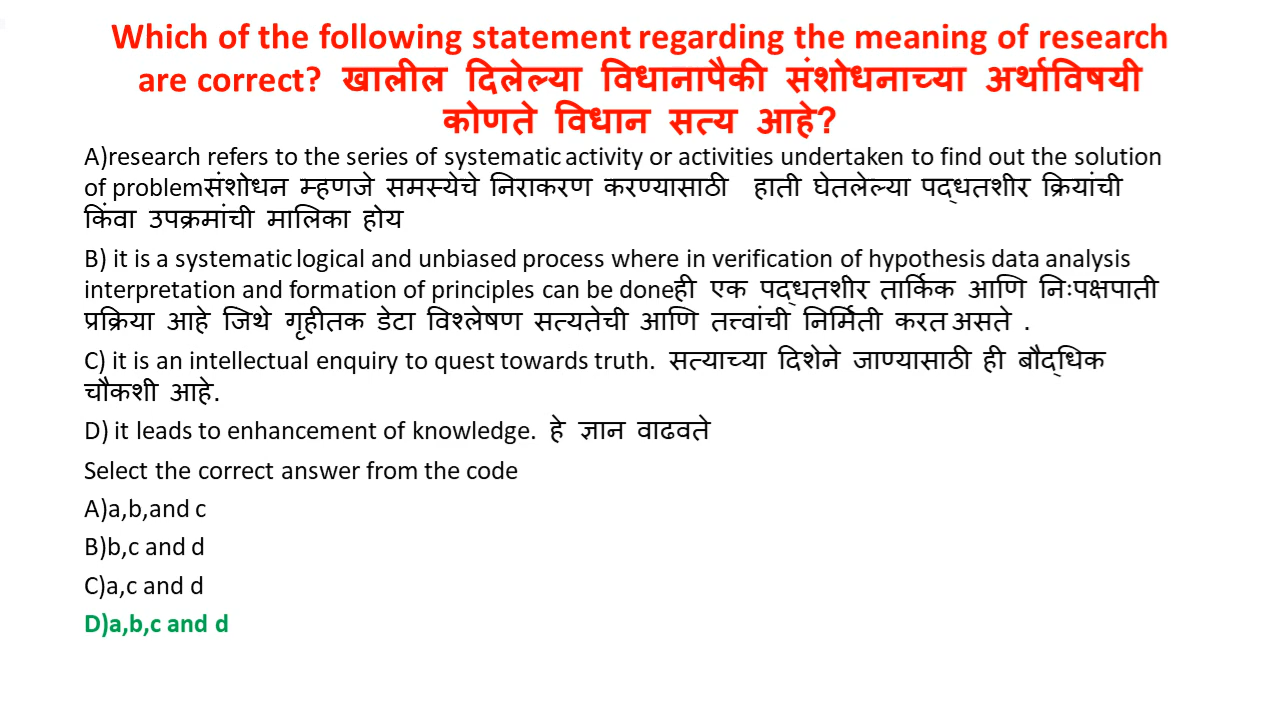 Which of the following statement regarding the meaning of research
are correct? खालील दिलेल्या विधानापैकी संशोधनाच्या अर्थाविषयी
कोणते विधान सत्य आहे?
A)research refers to the series of systematic activity or activities undertaken to find out the solution
of problemसंशोधन म्हणजे समस्येचे निराकरण करण्यासाठी हाती घेतलेल्या पद्धतशीर क्रियांची
किंवा उपक्रमांची मालिका होय
B) it is a systematic logical and unbiased process where in verification of hypothesis data analysis
interpretation and formation of principles can be doneही एक पद्धतशीर तार्किक आणि निःपक्षपाती
प्रक्रिया आहे जिथे गृहीतक डेटा विश्लेषण सत्यतेची आणि तत्त्वांची निर्मिती करत असते .
C) it is an intellectual enquiry to quest towards truth. सत्याच्या दिशेने जाण्यासाठी ही बौद्धिक
चौकशी आहे.
D) it leads to enhancement of knowledge. हे ज्ञान वाढवते
Select the correct answer from the code
A)a,b,and c
B)b,c and d
C)a,c and d
D)a,b,c and d